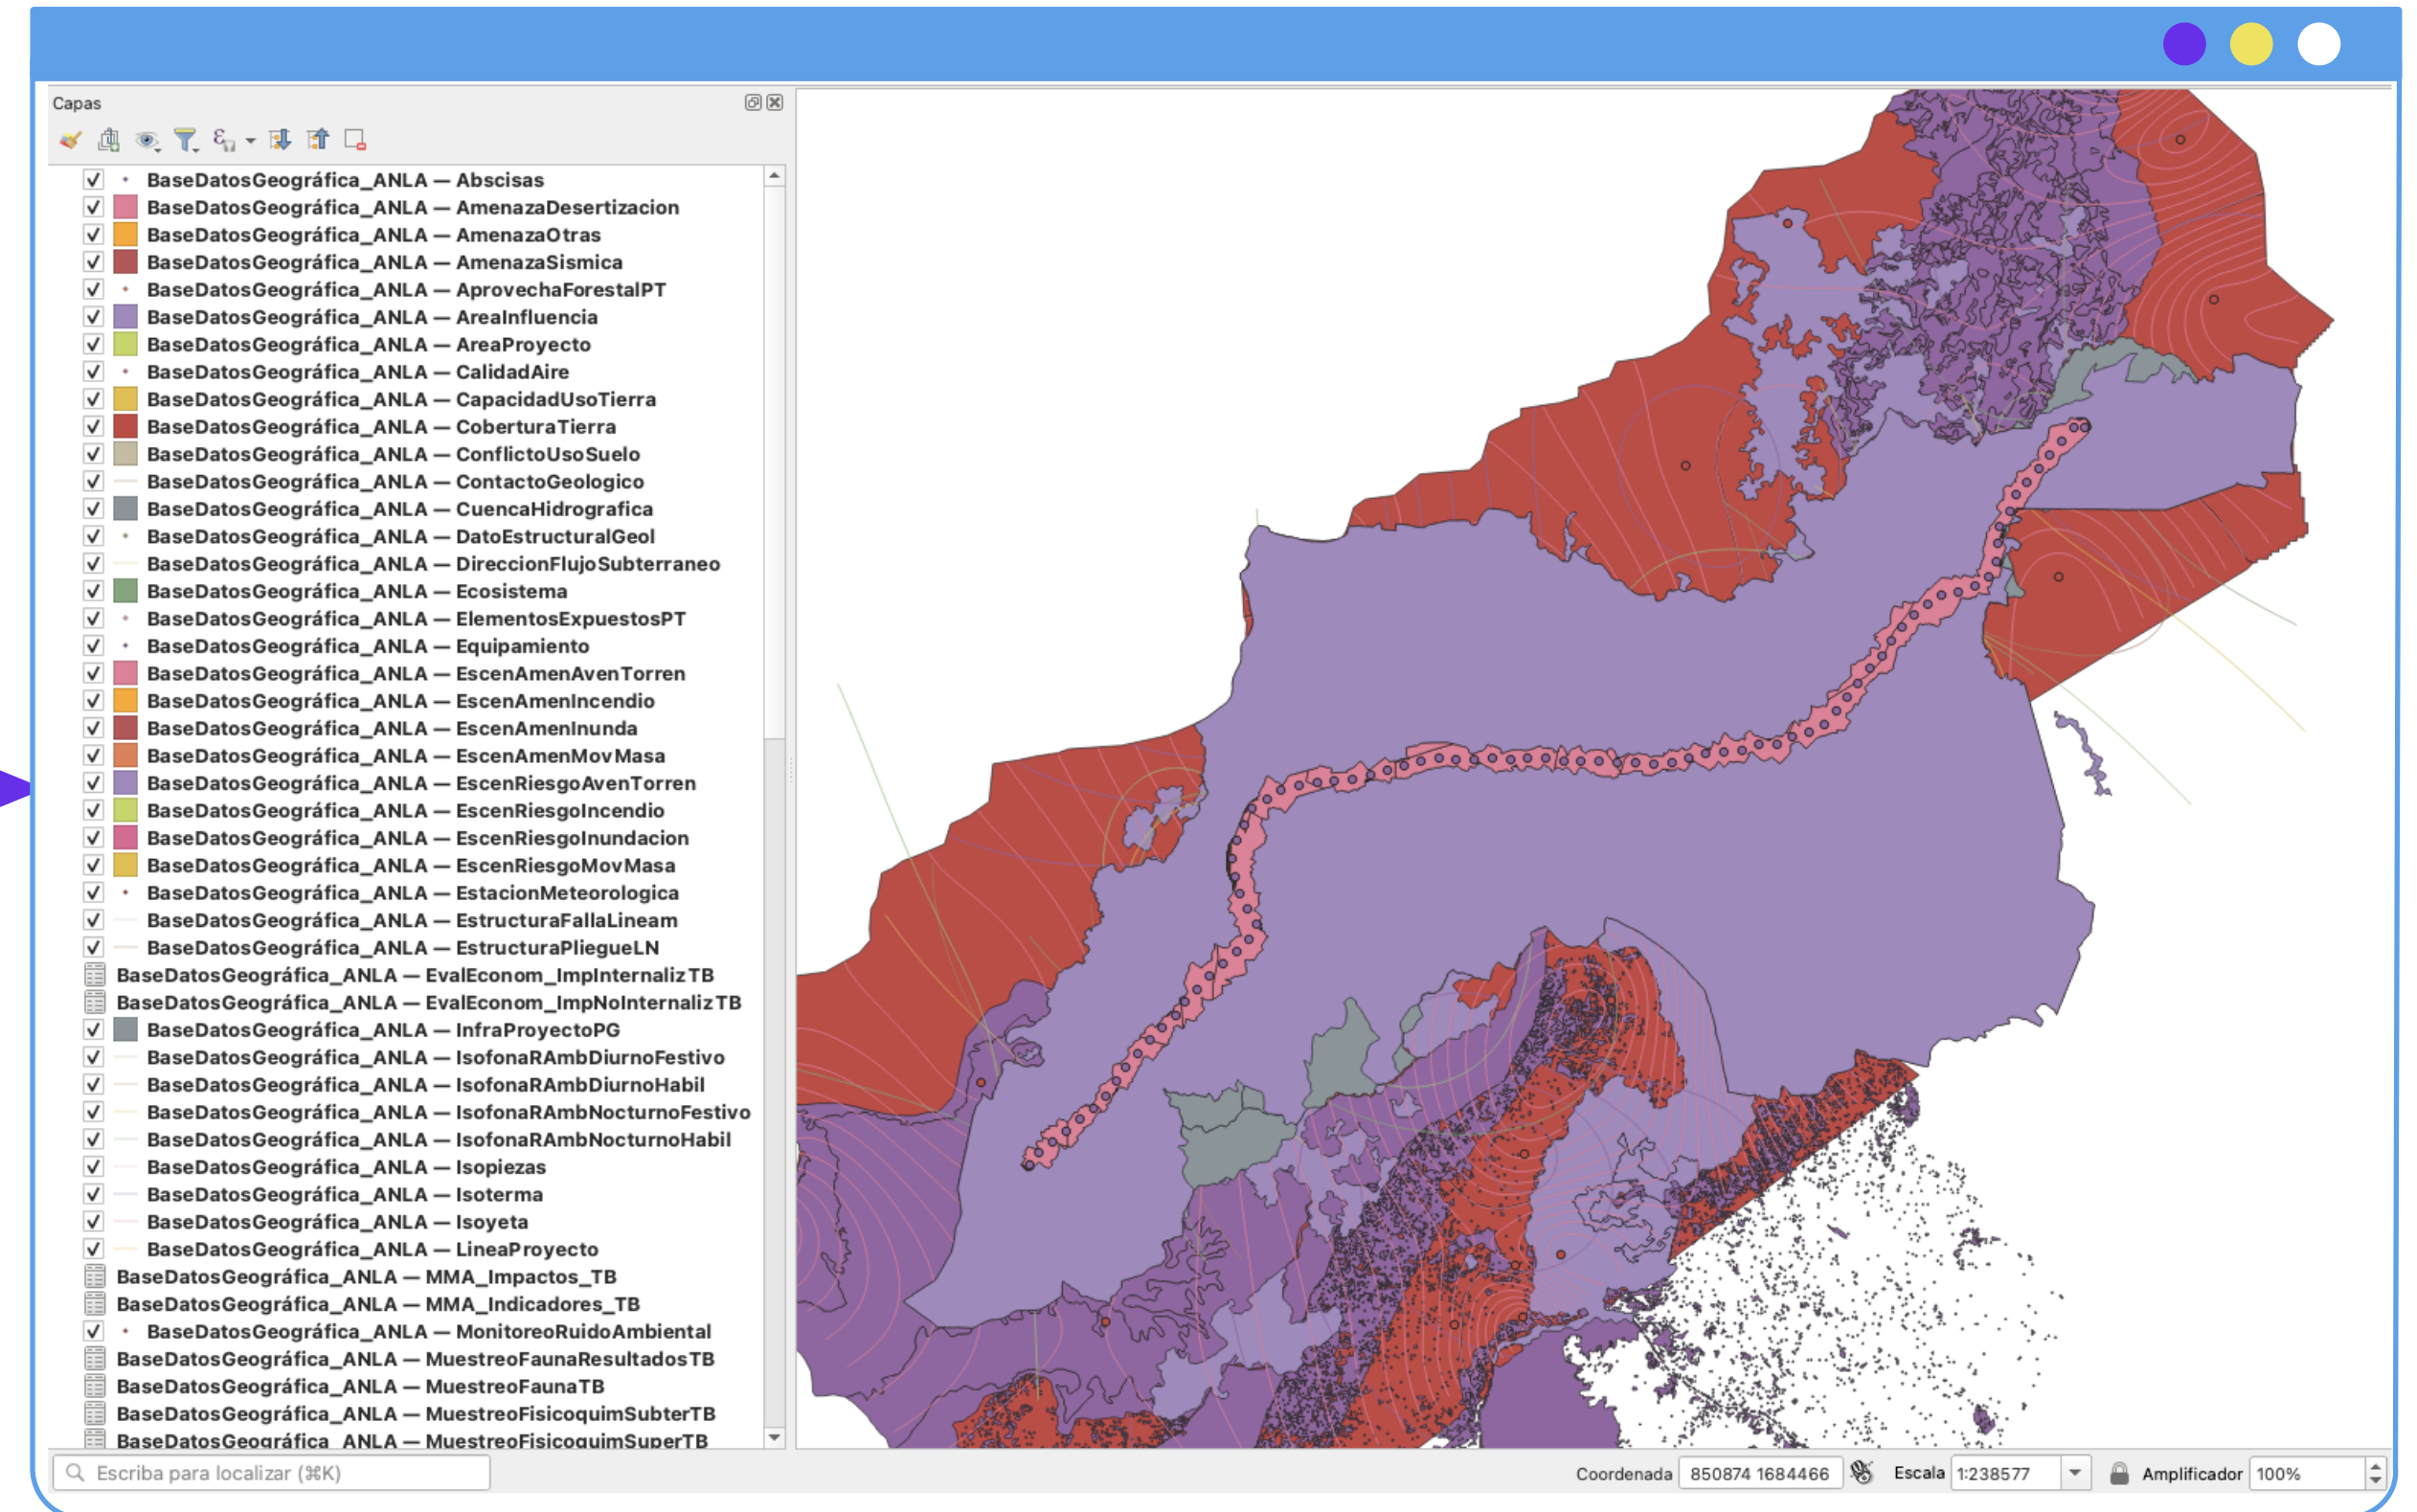 Capas
BaseDatosGeográfica_ANLA — Abscisas
BaseDatosGeográfica_ANLA — AmenazaDesertizacion
BaseDatosGeográfica_ANLA — AmenazaOtras
BaseDatosGeográfica_ANLA — AmenazaSismica
BaseDatosGeográfica_ANLA — AprovechaForestalPT
BaseDatosGeográfica_ANLA — AreaInfluencia
BaseDatosGeográfica_ANLA — AreaProyecto
BaseDatosGeográfica_ANLA — CalidadAire
BaseDatosGeográfica_ANLA — CapacidadUsoTierra
BaseDatosGeográfica_ANLA — CoberturaTierra
BaseDatosGeográfica_ANLA — ConflictoUsoSuelo
BaseDatosGeográfica_ANLA — ContactoGeologico
BaseDatosGeográfica_ANLA — CuencaHidrografica
BaseDatosGeográfica_ANLA — DatoEstructuralGeol
BaseDatosGeográfica_ANLA — DireccionFlujoSubterraneo
BaseDatosGeográfica_ANLA — Ecosistema
BaseDatosGeográfica_ANLA — ElementosExpuestosPT
BaseDatosGeográfica_ANLA — Equipamiento
BaseDatosGeográfica_ANLA — EscenAmenAvenTorren
BaseDatosGeográfica_ANLA — EscenAmenIncendio
BaseDatosGeográfica_ANLA — EscenAmenInunda
BaseDatosGeográfica_ANLA — EscenAmenMovMasa
BaseDatosGeográfica_ANLA — EscenRiesgoAvenTorren
BaseDatosGeográfica_ANLA — EscenRiesgoIncendio
BaseDatosGeográfica_ANLA — EscenRiesgoInundacion
BaseDatosGeográfica_ANLA — EscenRiesgoMovMasa
BaseDatosGeográfica_ANLA — EstacionMeteorologica
BaseDatosGeográfica_ANLA — EstructuraFallaLineam
BaseDatosGeográfica_ANLA — EstructuraPliegueLN
BaseDatosGeográfica_ANLA — EvalEconom_ImpInternalizTB
BaseDatosGeográfica_ANLA — EvalEconom_ImpNoInternalizTB
BaseDatosGeográfica_ANLA — InfraProyectoPG
BaseDatosGeográfica_ANLA — IsofonaRAmbDiurnoFestivo
BaseDatosGeográfica_ANLA — IsofonaRAmbDiurnoHabil
BaseDatosGeográfica_ANLA — IsofonaRAmbNocturnoFestivo
BaseDatosGeográfica_ANLA — IsofonaRAmbNocturnoHabil
BaseDatosGeográfica_ANLA — Isopiezas
BaseDatosGeográfica_ANLA — Isoterma
BaseDatosGeográfica_ANLA — Isoyeta
BaseDatosGeográfica_ANLA — LineaProyecto
BaseDatosGeográfica_ANLA — MMA_Impactos_TB
BaseDatosGeográfica_ANLA — MMA_Indicadores_TB
BaseDatosGeográfica_ANLA — MonitoreoRuidoAmbiental
BaseDatosGeográfica_ANLA — MuestreoFaunaResultadosTB
BaseDatosGeográfica_ANLA — MuestreoFaunaTB
BaseDatosGeográfica_ANLA — MuestreoFisicoquimSubterTB
BaseDatosGeográfica_ANLA — MuestreoFisicoquimSuperTB
Escriba para localizar (⌘K)
Coordenada 850874 1684466 Escala 1:238577 Amplificador 100%